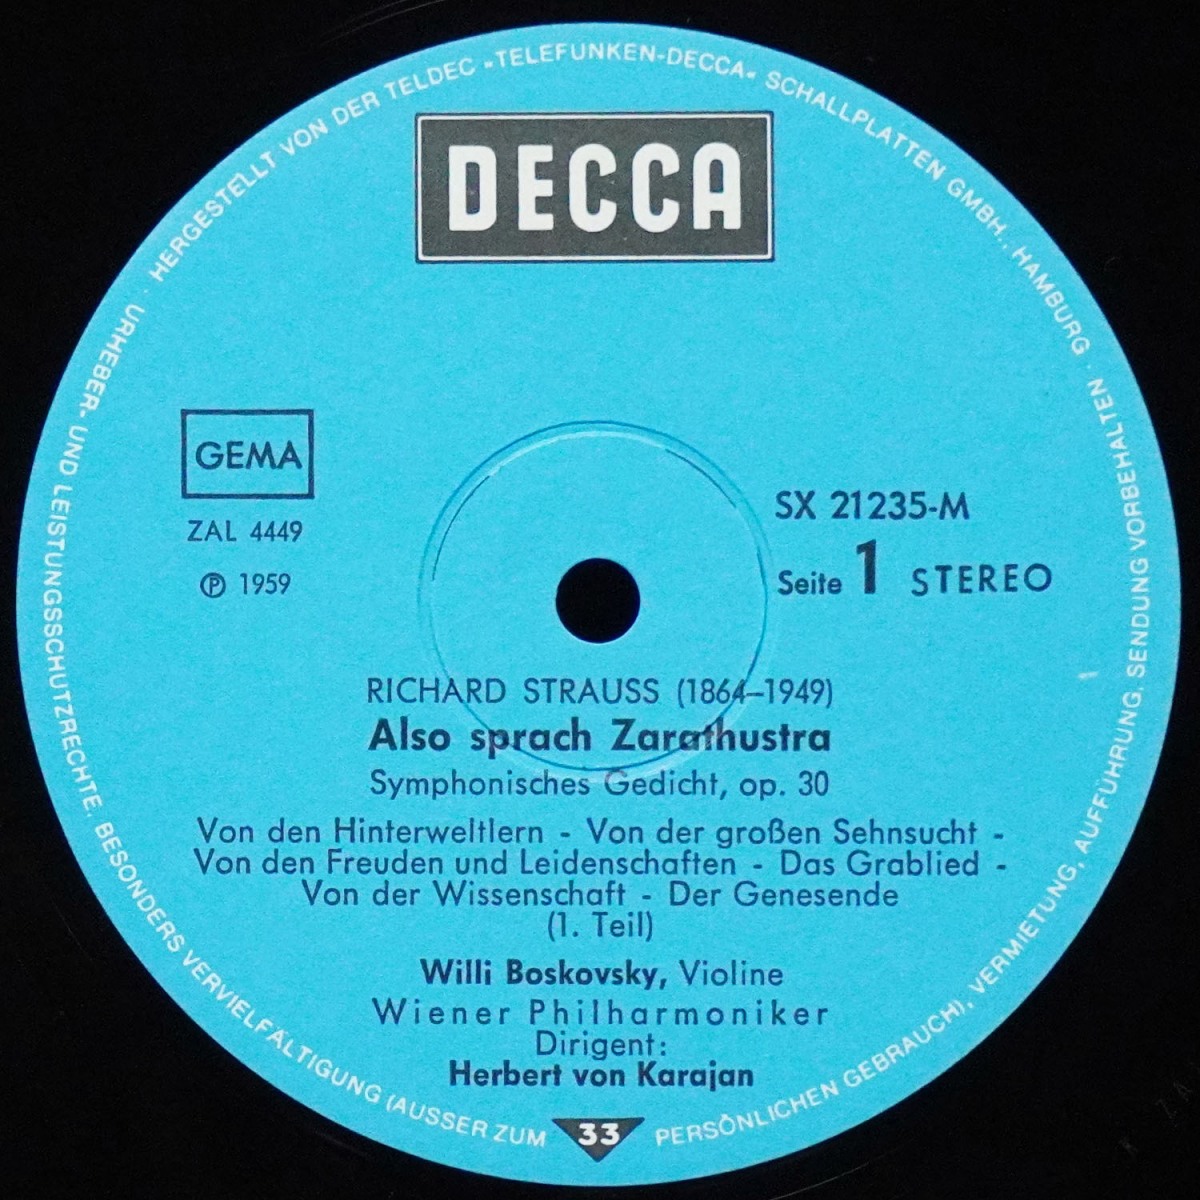 HERGESTELLT VON DER TELDEC »TELEFUNKEN-DECCA« SCHALLPLATTEN GMBH., HAMBURG ·
DECCA
GEMA
ZAL 4449
℗ 1959
SX 21235-M
Seite 1 STEREO
RICHARD STRAUSS (1864–1949)
Also sprach Zarathustra
Symphonisches Gedicht, op. 30
Von den Hinterweltlern - Von der großen Sehnsucht -
Von den Freuden und Leidenschaften - Das Grablied -
Von der Wissenschaft - Der Genesende
(1. Teil)
Willi Boskovsky, Violine
Wiener Philharmoniker
Dirigent:
Herbert von Karajan
33
URHEBER- UND LEISTUNGSSCHUTZRECHTE, BESONDERS VERVIELFÄLTIGUNG (AUSSER ZUM PERSÖNLICHEN GEBRAUCH), VERMIETUNG, AUFFÜHRUNG, SENDUNG VORBEHALTEN ·